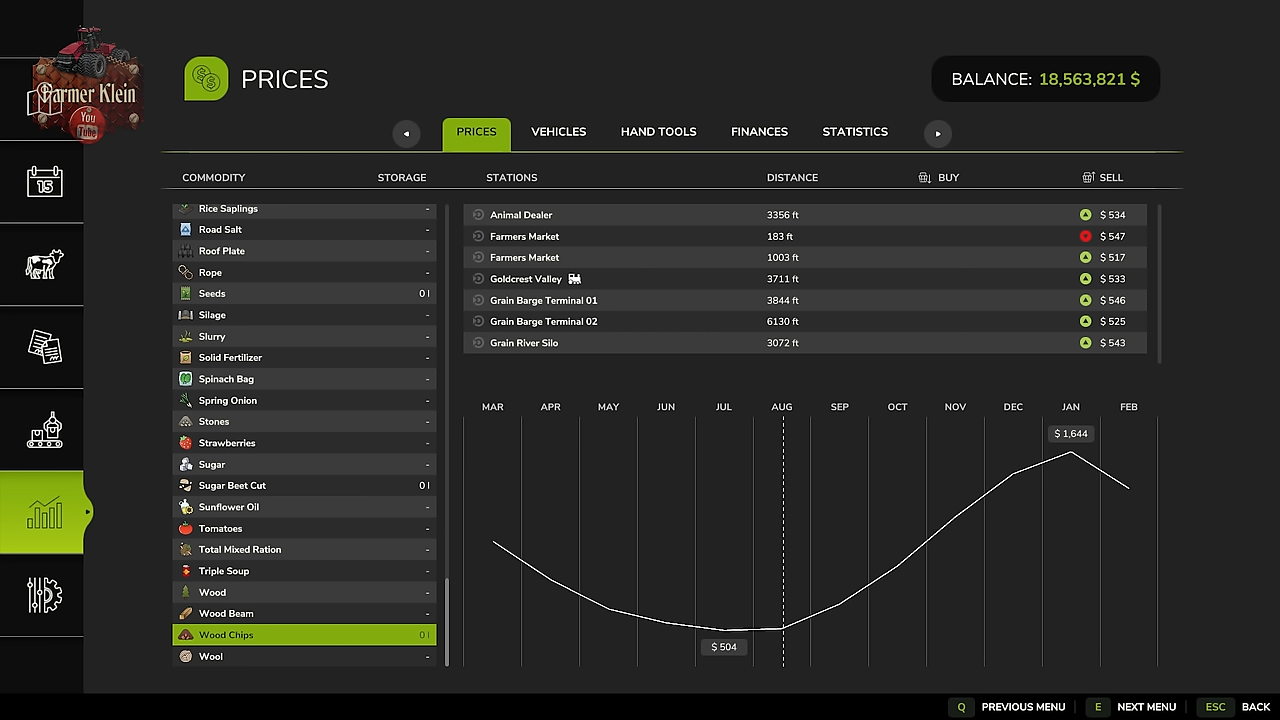 Farmer Klein
You
Tube
PRICES
BALANCE: 18,563,821 $
PRICES VEHICLES HAND TOOLS FINANCES STATISTICS
COMMODITY STORAGE STATIONS DISTANCE BUY SELL
15
Rice Saplings -
Road Salt -
Roof Plate -
Rope -
Seeds 0 l
Silage -
Slurry -
Solid Fertilizer -
Spinach Bag -
Spring Onion -
Stones -
Strawberries -
Sugar -
Sugar Beet Cut 0 l
Sunflower Oil -
Tomatoes -
Total Mixed Ration -
Triple Soup -
Wood -
Wood Beam -
Wood Chips 0 l
Wool -
Animal Dealer 3356 ft $ 534
Farmers Market 183 ft $ 547
Farmers Market 1003 ft $ 517
Goldcrest Valley 3711 ft $ 533
Grain Barge Terminal 01 3844 ft $ 546
Grain Barge Terminal 02 6130 ft $ 525
Grain River Silo 3072 ft $ 543
MAR APR MAY JUN JUL AUG SEP OCT NOV DEC JAN FEB
$ 1,644
$ 504
Q PREVIOUS MENU E NEXT MENU ESC BACK